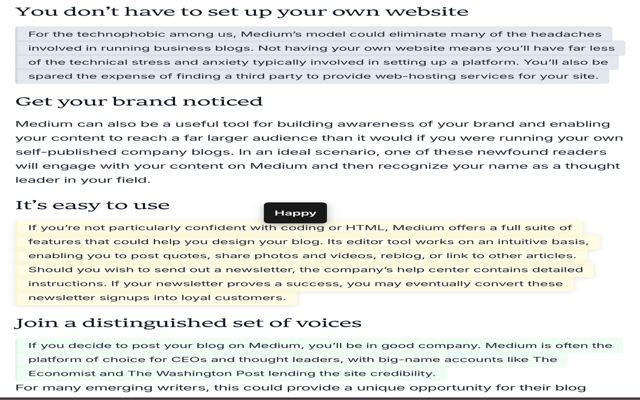 You don't have to set up your own website
For the technophobic among us, Medium's model could eliminate many of the headaches
involved in running business blogs. Not having your own website means you'll have far less
of the technical stress and anxiety typically involved in setting up a platform. You'll also be
spared the expense of finding a third party to provide web-hosting services for your site.
Get your brand noticed
Medium can also be a useful tool for building awareness of your brand and enabling
your content to reach a far larger audience than it would if you were running your own
self-published company blogs. In an ideal scenario, one of these newfound readers
will engage with your content on Medium and then recognize your name as a thought
leader in your field.
It's easy to use
Happy
If you're not particularly confident with coding or HTML, Medium offers a full suite of
features that could help you design your blog. Its editor tool works on an intuitive basis,
enabling you to post quotes, share photos and videos, reblog, or link to other articles.
Should you wish to send out a newsletter, the company's help center contains detailed
instructions. If your newsletter proves a success, you may eventually convert these
newsletter signups into loyal customers.
Join a distinguished set of voices
If you decide to post your blog on Medium, you'll be in good company. Medium is often the
platform of choice for CEOs and thought leaders, with big-name accounts like The
Economist and The Washington Post lending the site credibility.
For many emerging writers, this could provide a unique opportunity for their blog